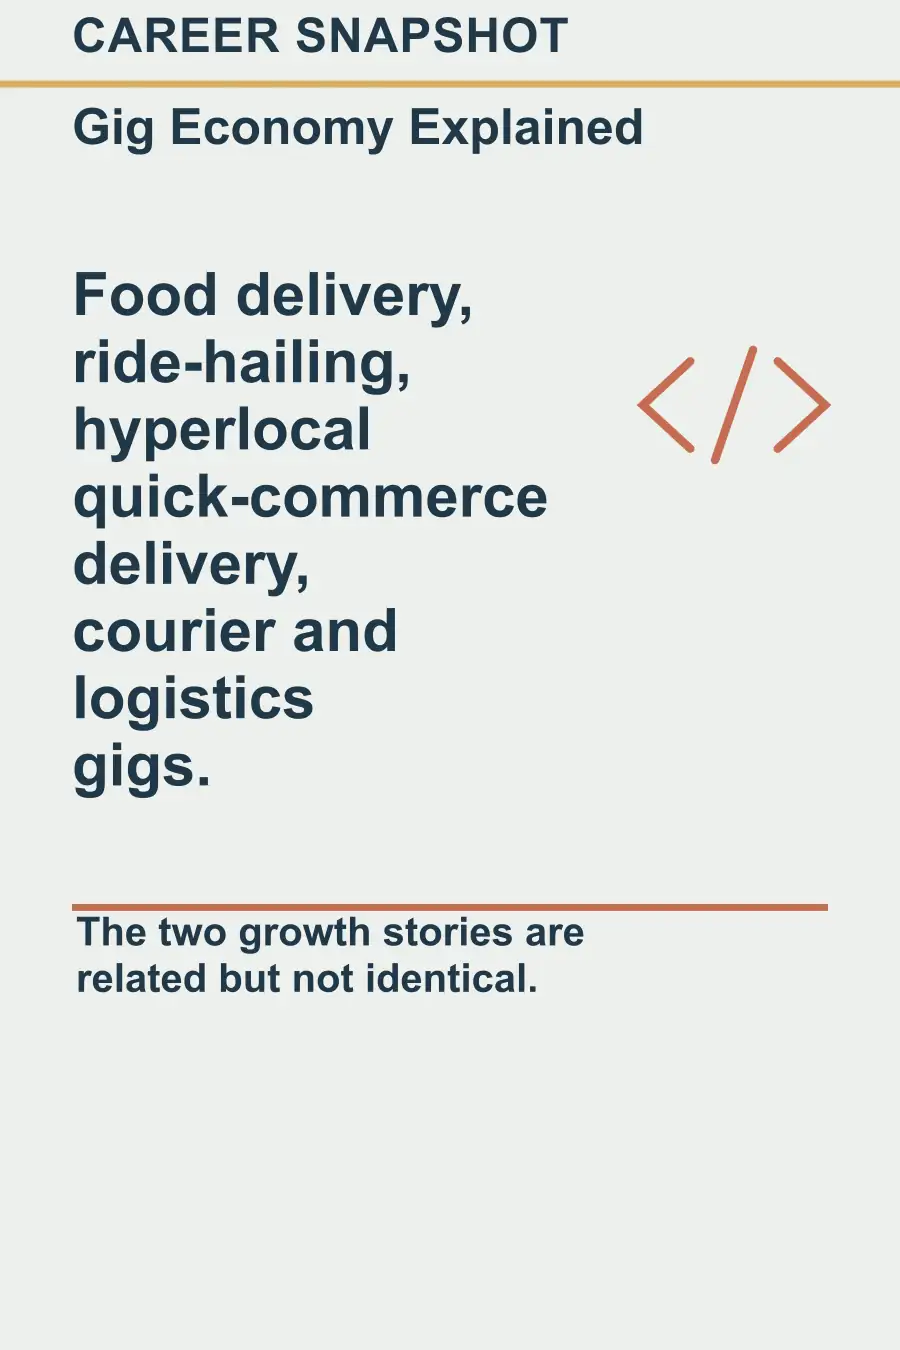 CAREER SNAPSHOT
Gig Economy Explained
Food delivery,
ride-hailing,
hyperlocal
quick-commerce
delivery,
courier and
logistics
gigs.
The two growth stories are
related but not identical.